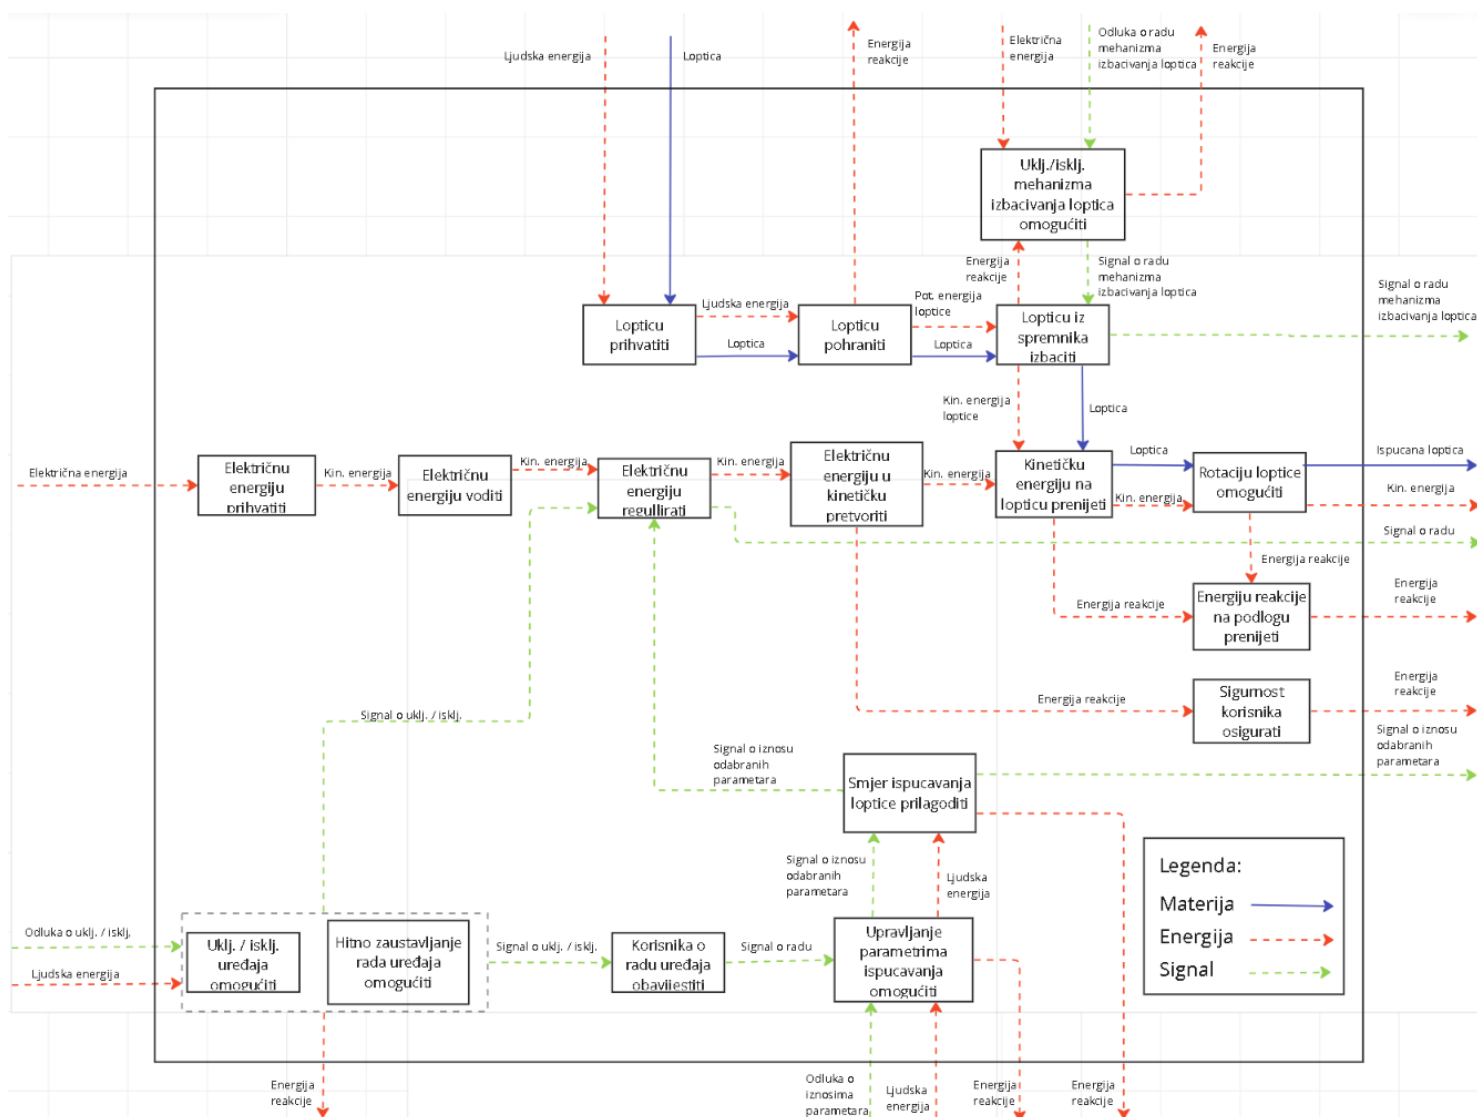 Ljudska energija
Loptica
Energija
reakcije
Električna
energija
Odluka o radu
mehanizma
izbacivanja loptica
Energija
reakcije
Uklj./isklj.
mehanizma
izbacivanja loptica
omogućiti
Energija
reakcije
Signal o radu
mehanizma
izbacivanja loptica
Signal o radu
mehanizma
izbacivanja loptica
Lopticu
prihvatiti
Ljudska energija
Loptica
Lopticu
pohraniti
Pot. energija
loptice
Loptica
Lopticu iz
spremnika
izbaciti
Kin. energija
loptice
Loptica
Električna energija
Električnu
energiju
prihvatiti
Kin. energija
Električnu
energiju voditi
Kin. energija
Električnu
energiju
regullirati
Kin. energija
Električnu
energiju u
kinetičku
pretvoriti
Kin. energija
Kinetičku
energiju na
lopticu prenijeti
Loptica
Kin. energija
Rotaciju loptice
omogućiti
Ispucana loptica
Kin. energija
Signal o radu
Energija reakcije
Energija reakcije
Energiju reakcije
na podlogu
prenijeti
Energija
reakcije
Energija reakcije
Sigurnost
korisnika
osigurati
Energija
reakcije
Signal o uklj. / isklj.
Signal o iznosu
odabranih
parametara
Smjer ispucavanja
loptice prilagoditi
Signal o iznosu
odabranih
parametara
Signal o iznosu
odabranih
parametara
Ljudska
energija
Odluka o uklj. / isklj.
Ljudska energija
Uklj. / isklj.
uređaja
omogućiti
Hitno zaustavljanje
rada uređaja
omogućiti
Signal o uklj. / isklj.
Korisnika o
radu uređaja
obavijestiti
Signal o radu
Upravljanje
parametrima
ispucavanja
omogućiti
Energija
reakcije
Odluka o
iznosima
parametara
Ljudska
energija
Energija
reakcije
Energija
reakcije
Legenda:
Materija
Energija
Signal